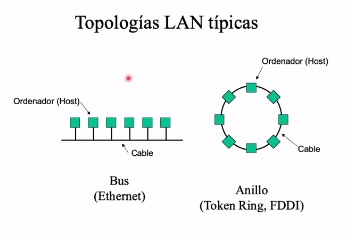 Topologías LAN típicas
Ordenador (Host)
Cable
Bus
(Ethernet)
Ordenador (Host)
Cable
Anillo
(Token Ring, FDDI)